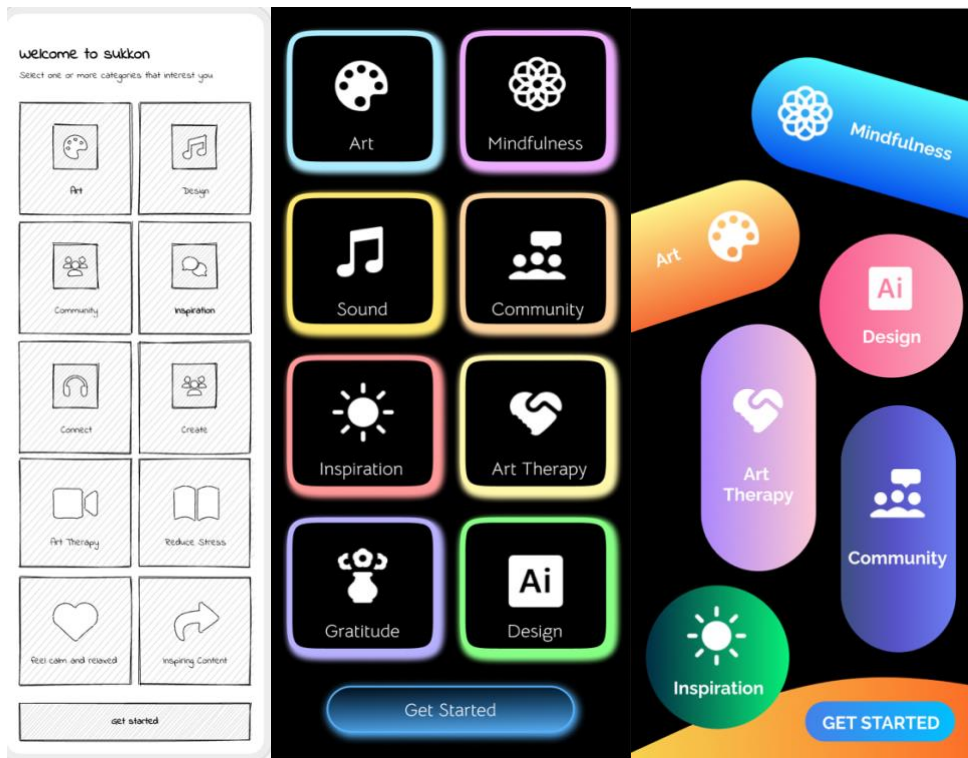 Welcome to sukkon
Select one or more categories that interest you
Art
Design
Community
Inspiration
Connect
Create
Art Therapy
Reduce Stress
feel calm and relaxed
Inspiring Content
Get started
Art
Mindfulness
Sound
Community
Inspiration
Art Therapy
Gratitude
Ai
Design
Get Started
Mindfulness
Art
Ai
Design
Art
Therapy
Community
Inspiration
GET STARTED